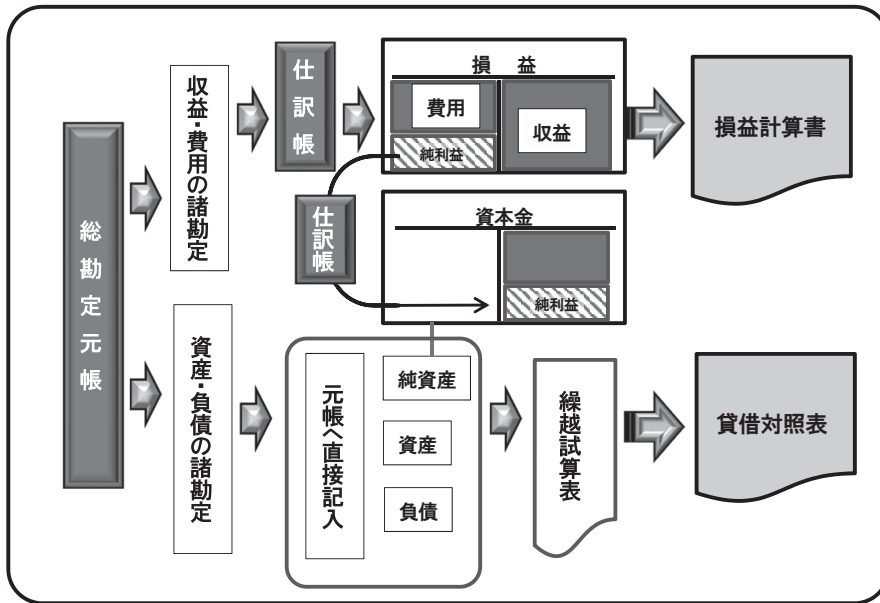 総勘定元帳
収益・費用の諸勘定
仕訳帳
損　益
費用
収益
純利益
損益計算書
仕訳帳
資本金
純利益
資産・負債の諸勘定
元帳へ直接記入
純資産
資産
負債
繰越試算表
貸借対照表